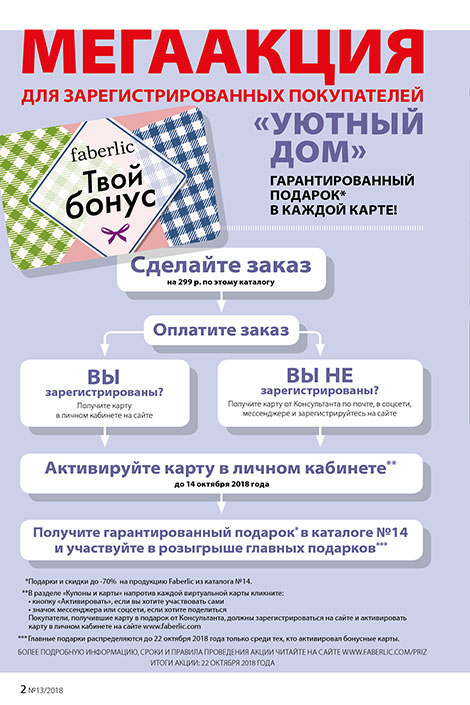 МЕГААКЦИЯ
ДЛЯ ЗАРЕГИСТРИРОВАННЫХ ПОКУПАТЕЛЕЙ
«УЮТНЫЙ
ДОМ»
ГАРАНТИРОВАННЫЙ
ПОДАРОК*
В КАЖДОЙ КАРТЕ!
faberlic
Твой
бонус
Сделайте заказ
на 299 р. по этому каталогу
Оплатите заказ
ВЫ
зарегистрированы?
Получите карту
в личном кабинете на сайте
ВЫ НЕ
зарегистрированы?
Получите карту от Консультанта по почте, в соцсети,
мессенджере и зарегистрируйтесь на сайте
Активируйте карту в личном кабинете**
до 14 октября 2018 года
Получите гарантированный подарок* в каталоге №14
и участвуйте в розыгрыше главных подарков***
*Подарки и скидки до -70% на продукцию Faberlic из каталога №14.
**В разделе «Купоны и карты» напротив каждой виртуальной карты кликните:
• кнопку «Активировать», если вы хотите участвовать сами
• значок мессенджера или соцсети, если хотите поделиться
Покупатели, получившие карту в подарок от Консультанта, должны зарегистрироваться на сайте и активировать
карту в личном кабинете на сайте www.faberlic.com
***Главные подарки распределяются до 22 октября 2018 года только среди тех, кто активировал бонусные карты.
БОЛЕЕ ПОДРОБНУЮ ИНФОРМАЦИЮ, СРОКИ И ПРАВИЛА ПРОВЕДЕНИЯ АКЦИИ ЧИТАЙТЕ НА САЙТЕ WWW.FABERLIC.COM/PRIZ
ИТОГИ АКЦИИ: 22 ОКТЯБРЯ 2018 ГОДА
2 №13/2018